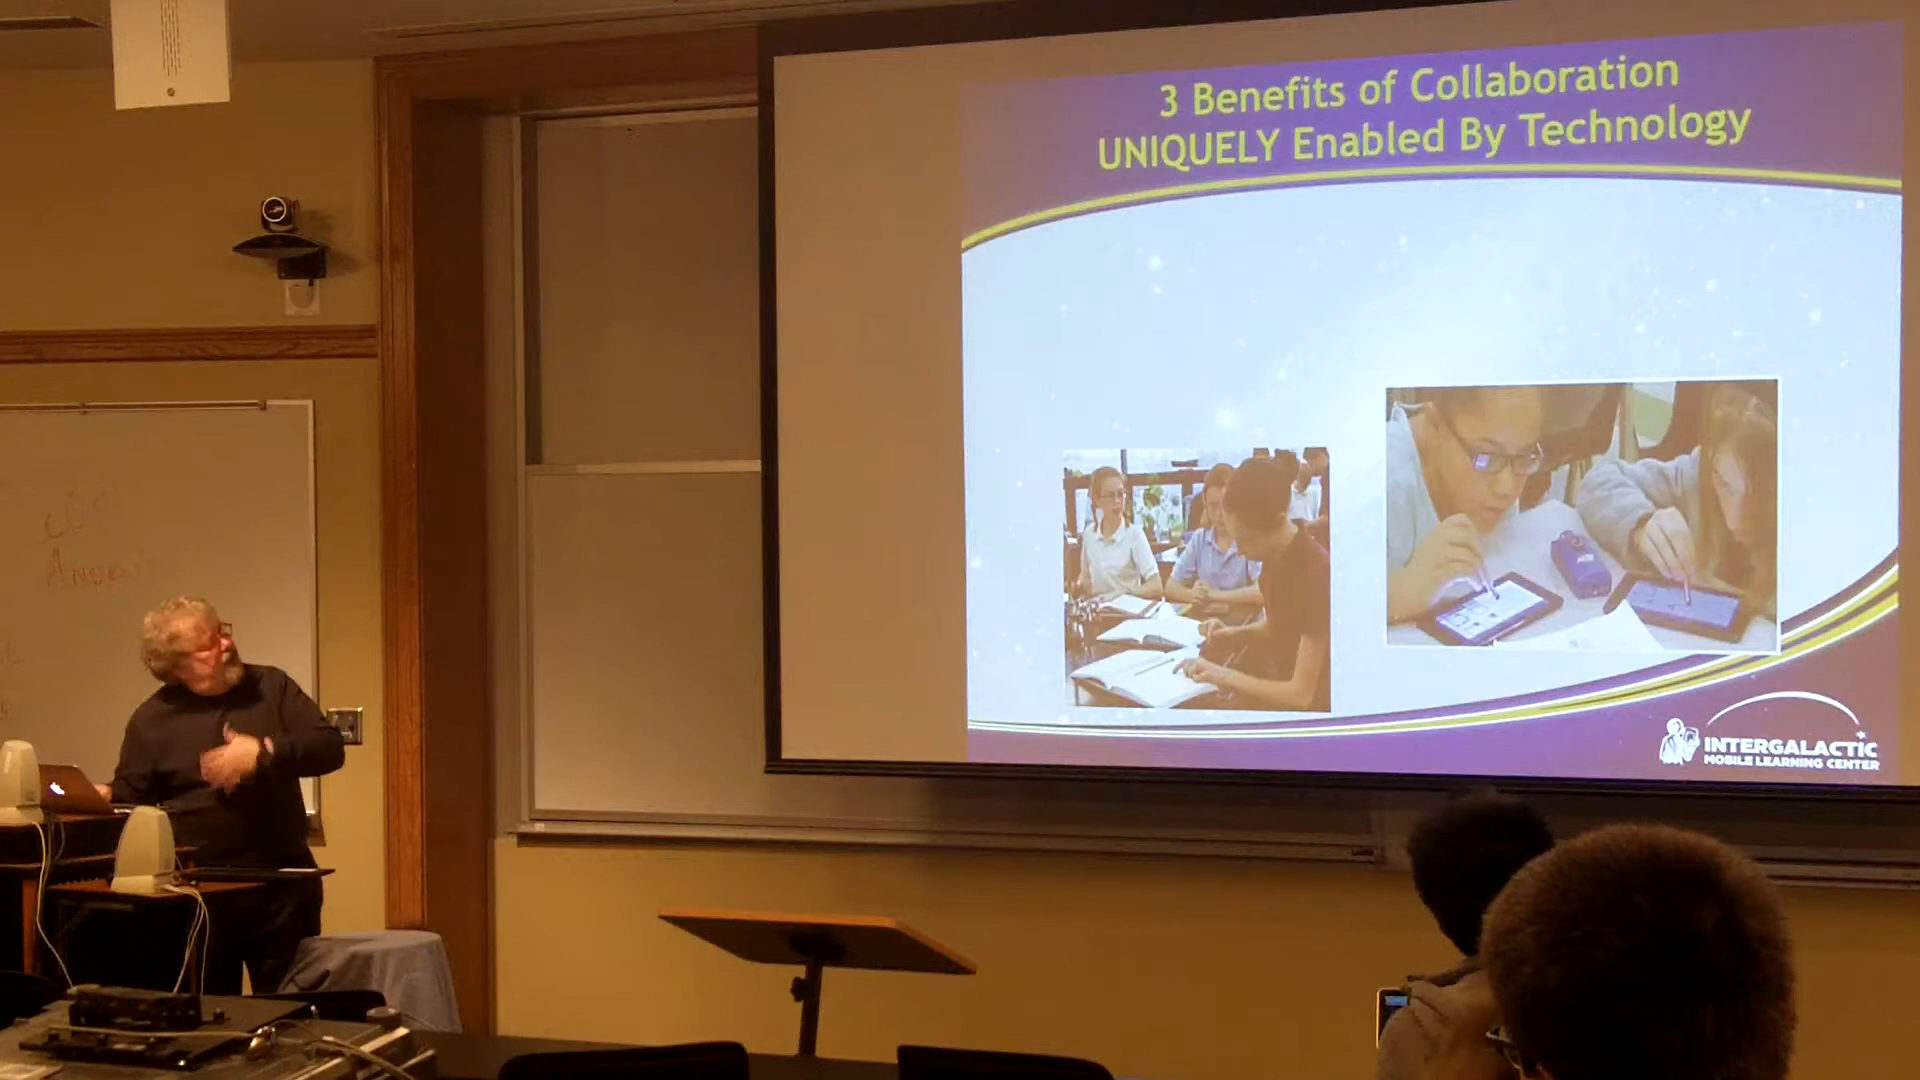 3 Benefits of Collaboration
UNIQUELY Enabled By Technology
INTERGALACTIC
MOBILE LEARNING CENTER